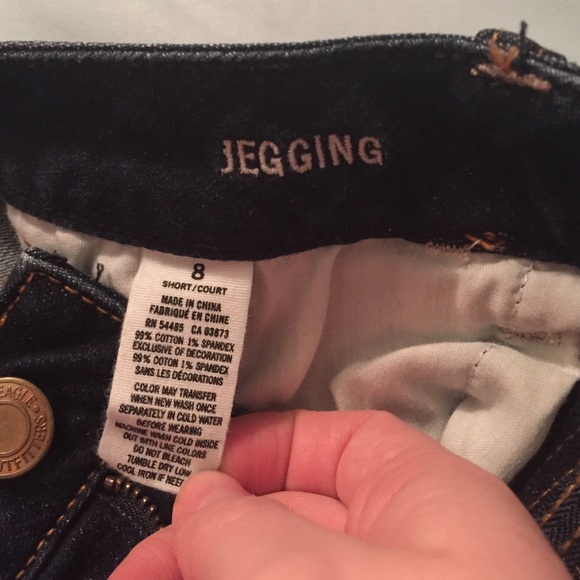 JEGGING
8
SHORT/COURT
MADE IN CHINA
FABRIQUÉ EN CHINE
RN 54485 CA 03873
99% COTTON 1% SPANDEX
EXCLUSIVE OF DECORATION
99% COTON 1% SPANDEX
SANS LES DÉCORATIONS
COLOR MAY TRANSFER
WHEN NEW WASH ONCE
SEPARATELY IN COLD WATER
BEFORE WEARING
MACHINE WASH COLD INSIDE
OUT WITH LIKE COLORS
DO NOT BLEACH
TUMBLE DRY LOW
COOL IRON IF NEE
EAGLE
OUTFIT